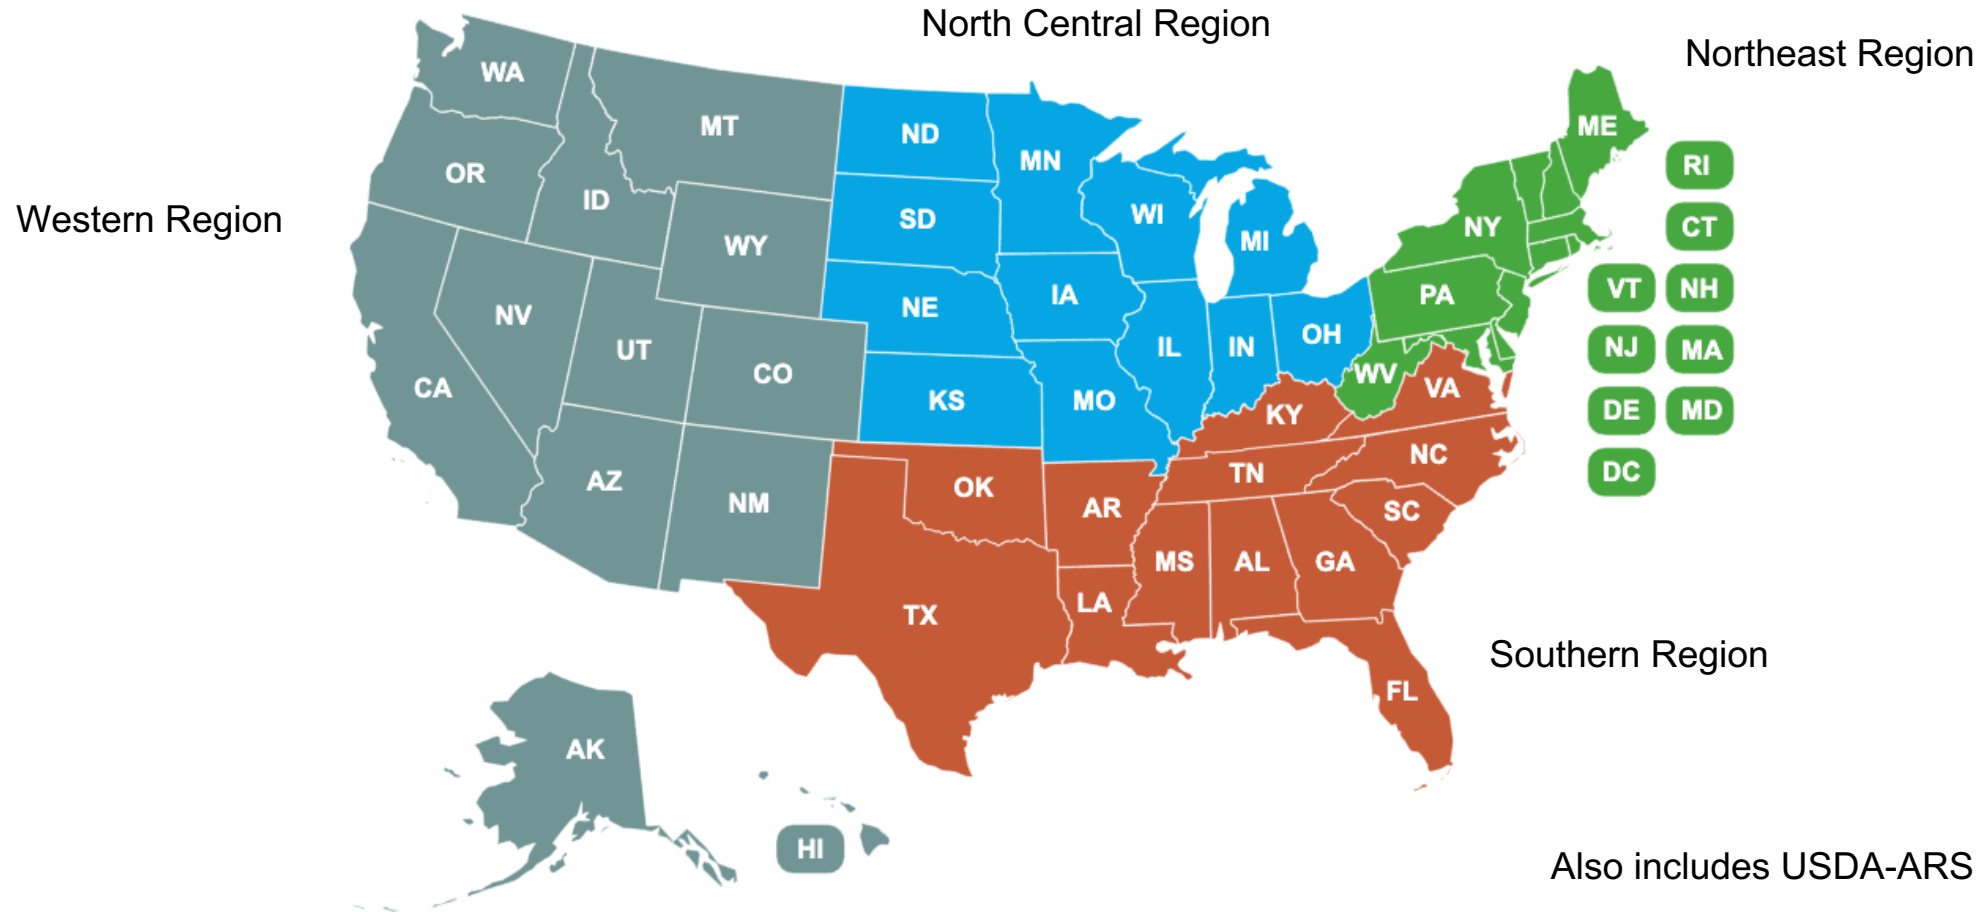 North Central Region
Northeast Region
Western Region
Southern Region
Also includes USDA-ARS
WA
OR
CA
NV
ID
MT
WY
UT
CO
AZ
NM
AK
HI
ND
SD
NE
KS
MN
IA
MO
WI
IL
MI
IN
OH
OK
TX
AR
LA
MS
AL
GA
FL
SC
NC
TN
KY
VA
WV
PA
NY
ME
RI
CT
VT
NH
NJ
MA
DE
MD
DC